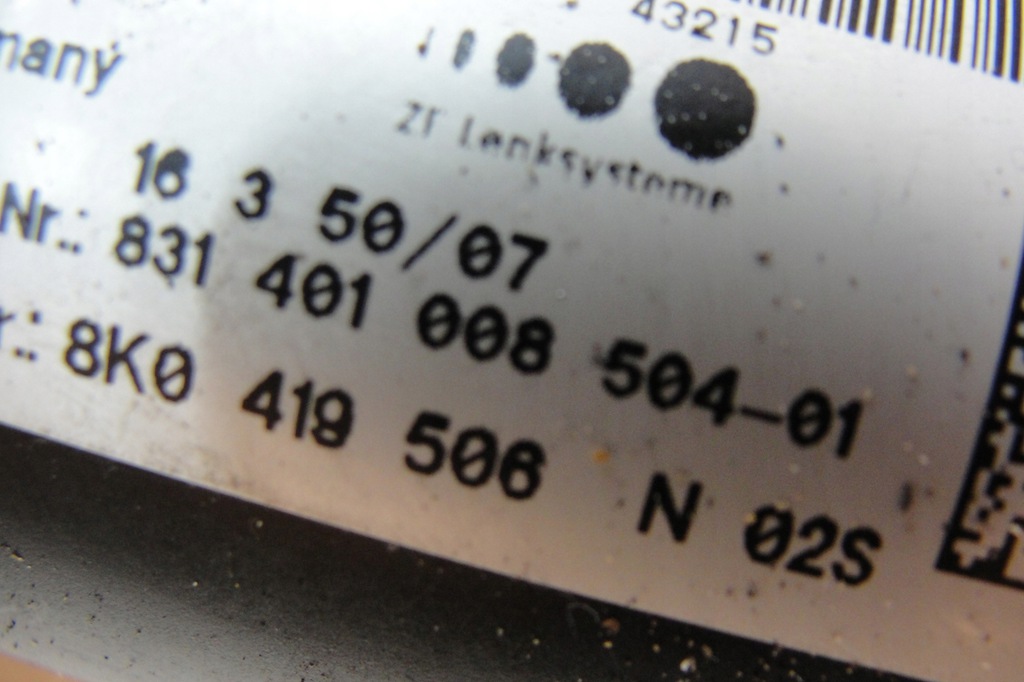 43215
many
ZF Lenksysteme
16 3 50/07
Nr.: 831 401 008 504-01
r.: 8K0 419 506 N 02S